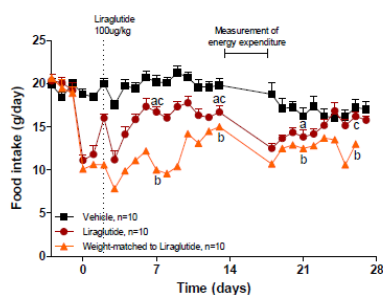 Liraglutide
100ug/kg
Measurement of
energy expenditure
Food intake (g/day)
25
20
15
10
5
0
ac
ac
b
b
a
b
c
b
Vehicle, n=10
Liraglutide, n=10
Weight-matched to Liraglutide, n=10
0
7
14
21
28
Time (days)